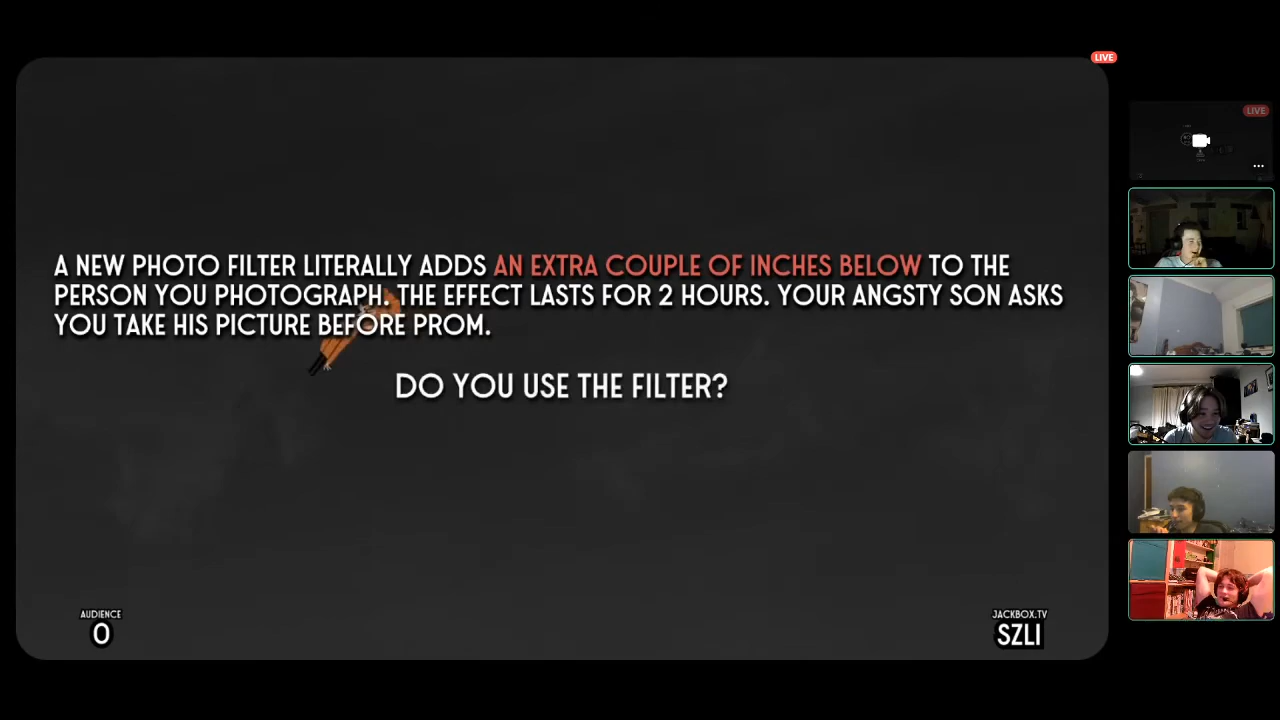 LIVE
LIVE
A NEW PHOTO FILTER LITERALLY ADDS AN EXTRA COUPLE OF INCHES BELOW TO THE
PERSON YOU PHOTOGRAPH. THE EFFECT LASTS FOR 2 HOURS. YOUR ANGSTY SON ASKS
YOU TAKE HIS PICTURE BEFORE PROM.
DO YOU USE THE FILTER?
AUDIENCE
0
JACKBOX.TV
SZLI